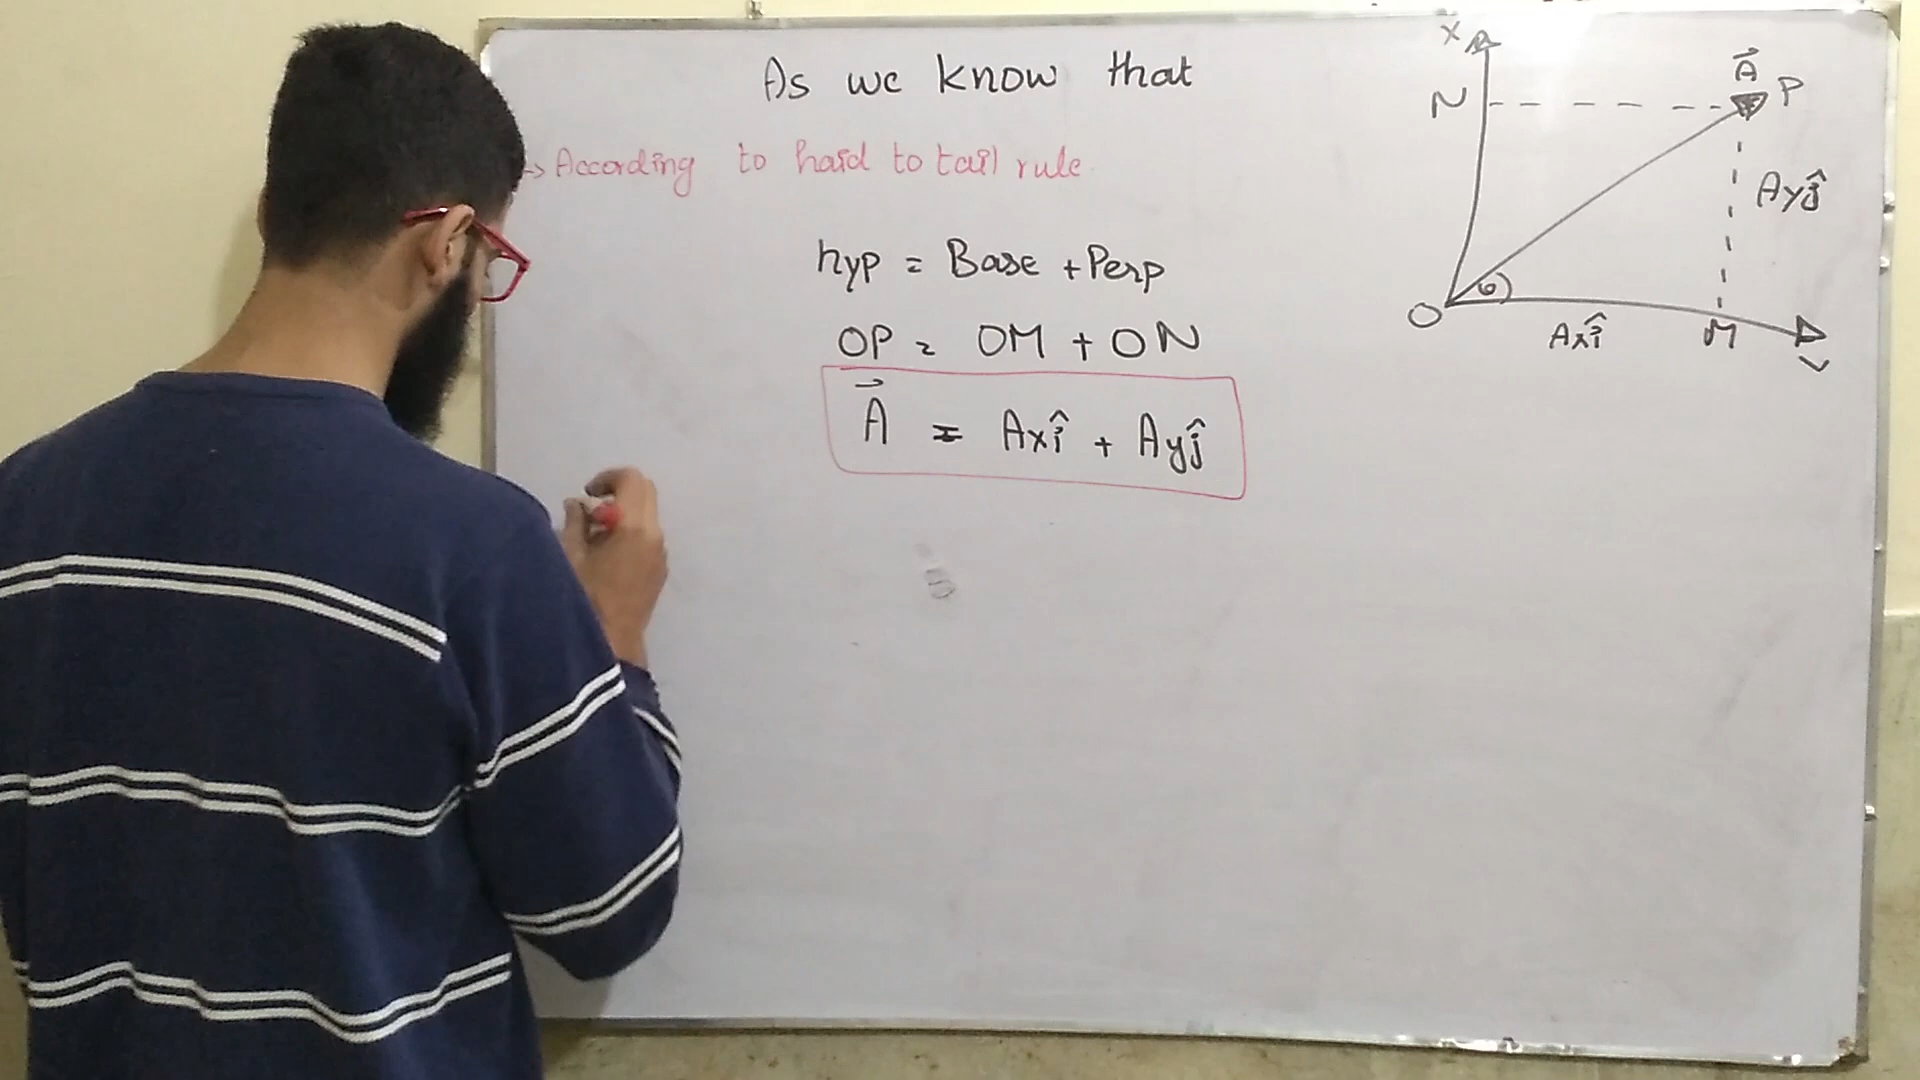 As we know that
→ According to haid to tail rule.
hyp = Base + Perp
OP = OM + ON
A⃗ = Axî + Ayĵ
X
A⃗
N
P
Ayĵ
O
Axî
M